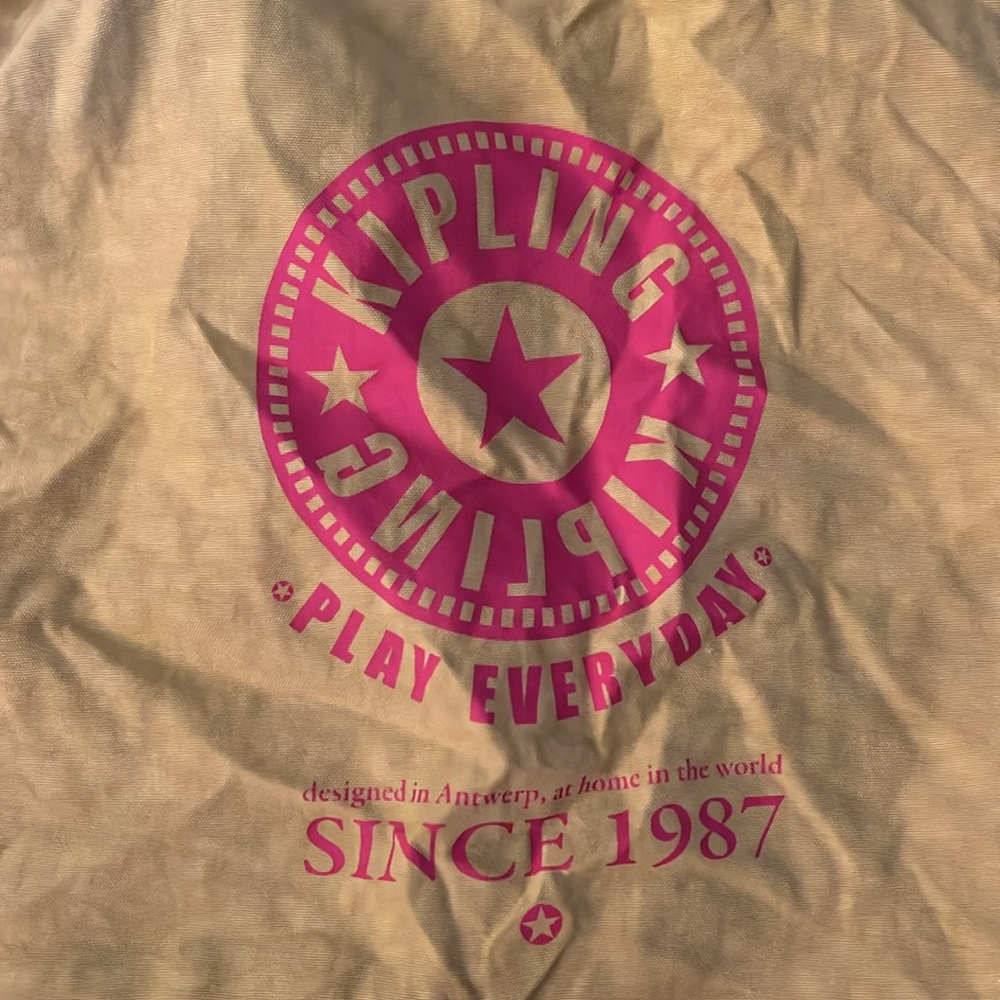 KIPLING
KIPLING
PLAY EVERYDAY
designed in Antwerp, at home in the world
SINCE 1987